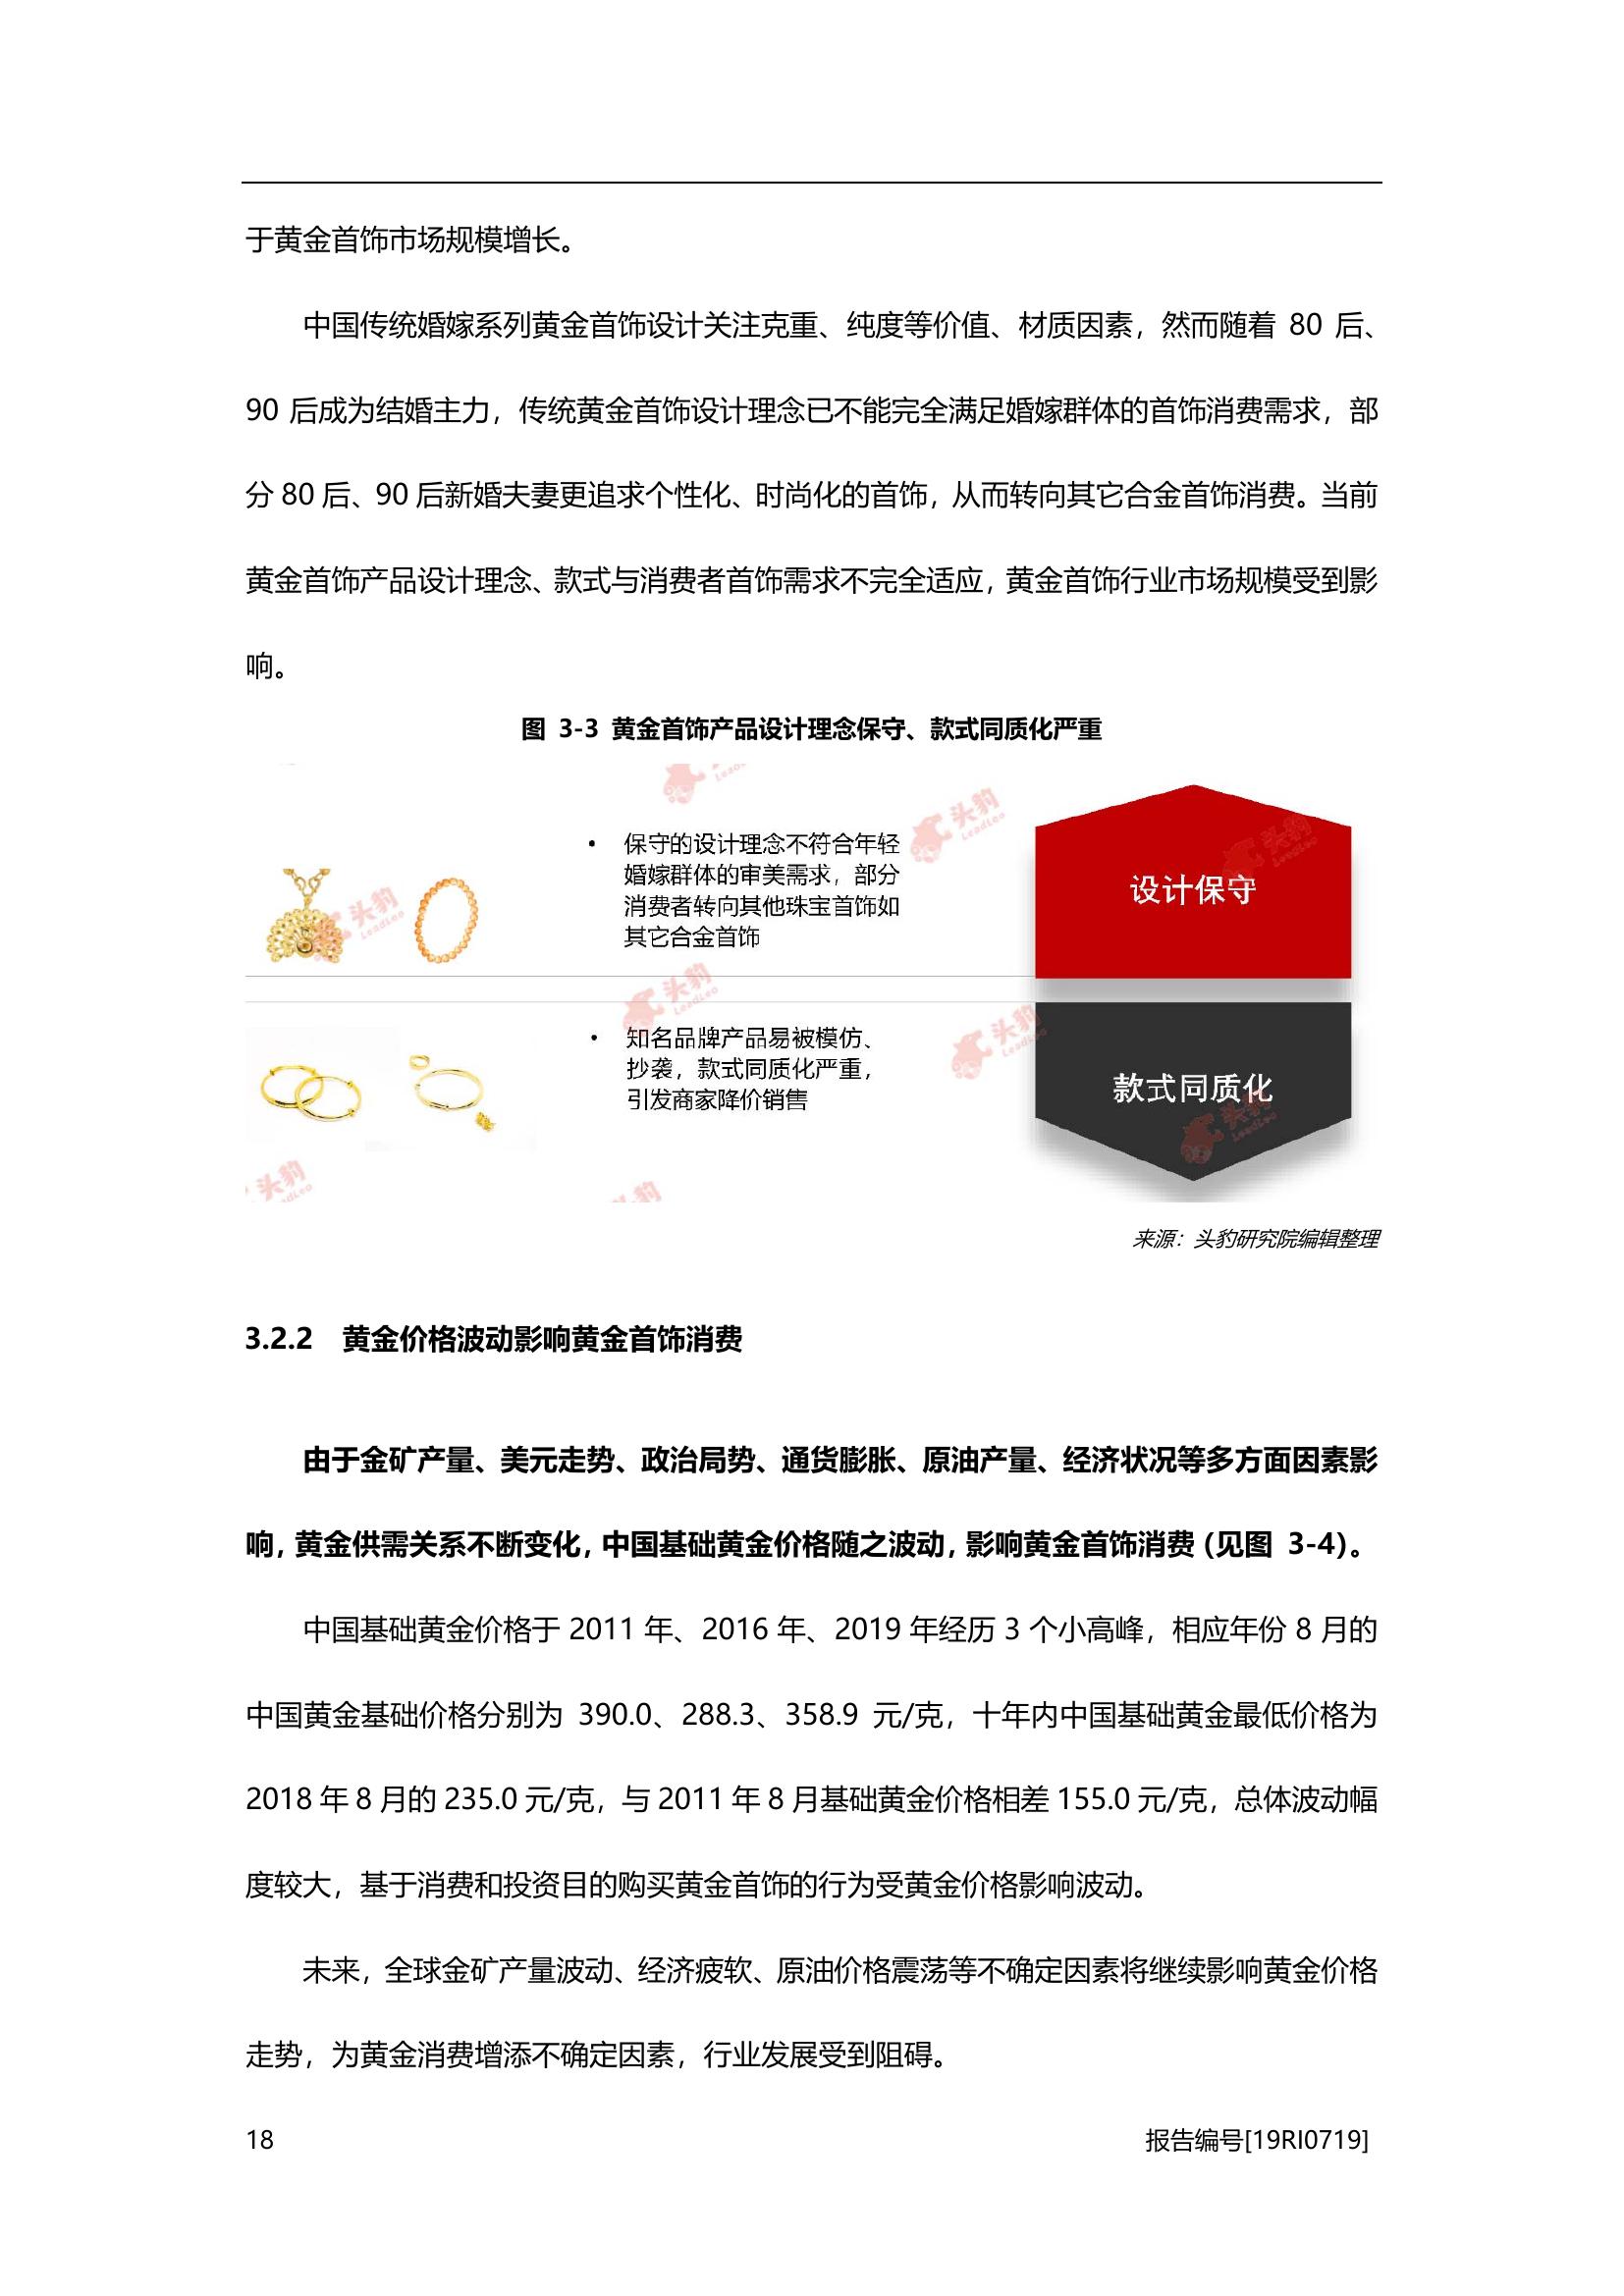 于黄金首饰市场规模增长。
中国传统婚嫁系列黄金首饰设计关注克重、纯度等价值、材质因素，然而随着 80 后、
90 后成为结婚主力，传统黄金首饰设计理念已不能完全满足婚嫁群体的首饰消费需求，部
分 80 后、90 后新婚夫妻更追求个性化、时尚化的首饰，从而转向其它合金首饰消费。当前
黄金首饰产品设计理念、款式与消费者首饰需求不完全适应，黄金首饰行业市场规模受到影
响。
图 3-3 黄金首饰产品设计理念保守、款式同质化严重
• 保守的设计理念不符合年轻
婚嫁群体的审美需求，部分
消费者转向其他珠宝首饰如
其它合金首饰
设计保守
• 知名品牌产品易被模仿、
抄袭，款式同质化严重，
引发商家降价销售
款式同质化
头豹
LeadLeo
来源：头豹研究院编辑整理
3.2.2 黄金价格波动影响黄金首饰消费
由于金矿产量、美元走势、政治局势、通货膨胀、原油产量、经济状况等多方面因素影
响，黄金供需关系不断变化，中国基础黄金价格随之波动，影响黄金首饰消费（见图 3-4）。
中国基础黄金价格于 2011 年、2016 年、2019 年经历 3 个小高峰，相应年份 8 月的
中国黄金基础价格分别为 390.0、288.3、358.9 元/克，十年内中国基础黄金最低价格为
2018 年 8 月的 235.0 元/克，与 2011 年 8 月基础黄金价格相差 155.0 元/克，总体波动幅
度较大，基于消费和投资目的购买黄金首饰的行为受黄金价格影响波动。
未来，全球金矿产量波动、经济疲软、原油价格震荡等不确定因素将继续影响黄金价格
走势，为黄金消费增添不确定因素，行业发展受到阻碍。
18
报告编号[19RI0719]